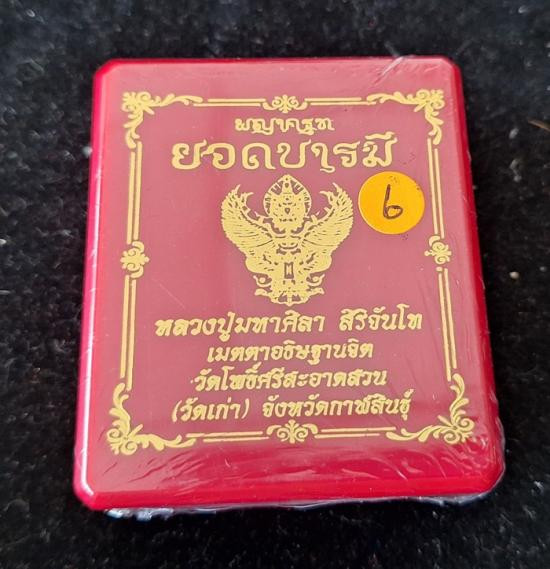 พญาครุฑ
ยอดบารมี
6
หลวงปู่มหาศิลา สิริจันโท
เมตตาอธิษฐานจิต
วัดโพธิ์ศรีสะอาดสวน
(วัดเก่า) จังหวัดกาฬสินธุ์